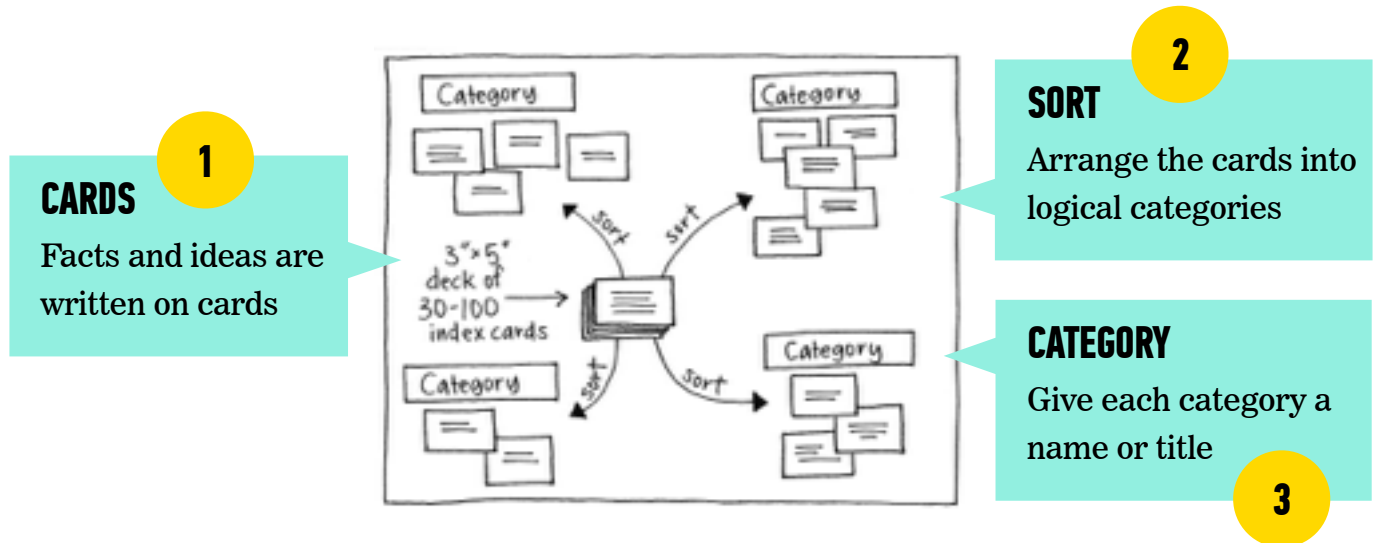 1
CARDS
Facts and ideas are
written on cards
Category
Category
sort
sort
3"x5"
deck of
30-100
index cards
Category
sort
sort
Category
2
SORT
Arrange the cards into
logical categories
CATEGORY
Give each category a
name or title
3